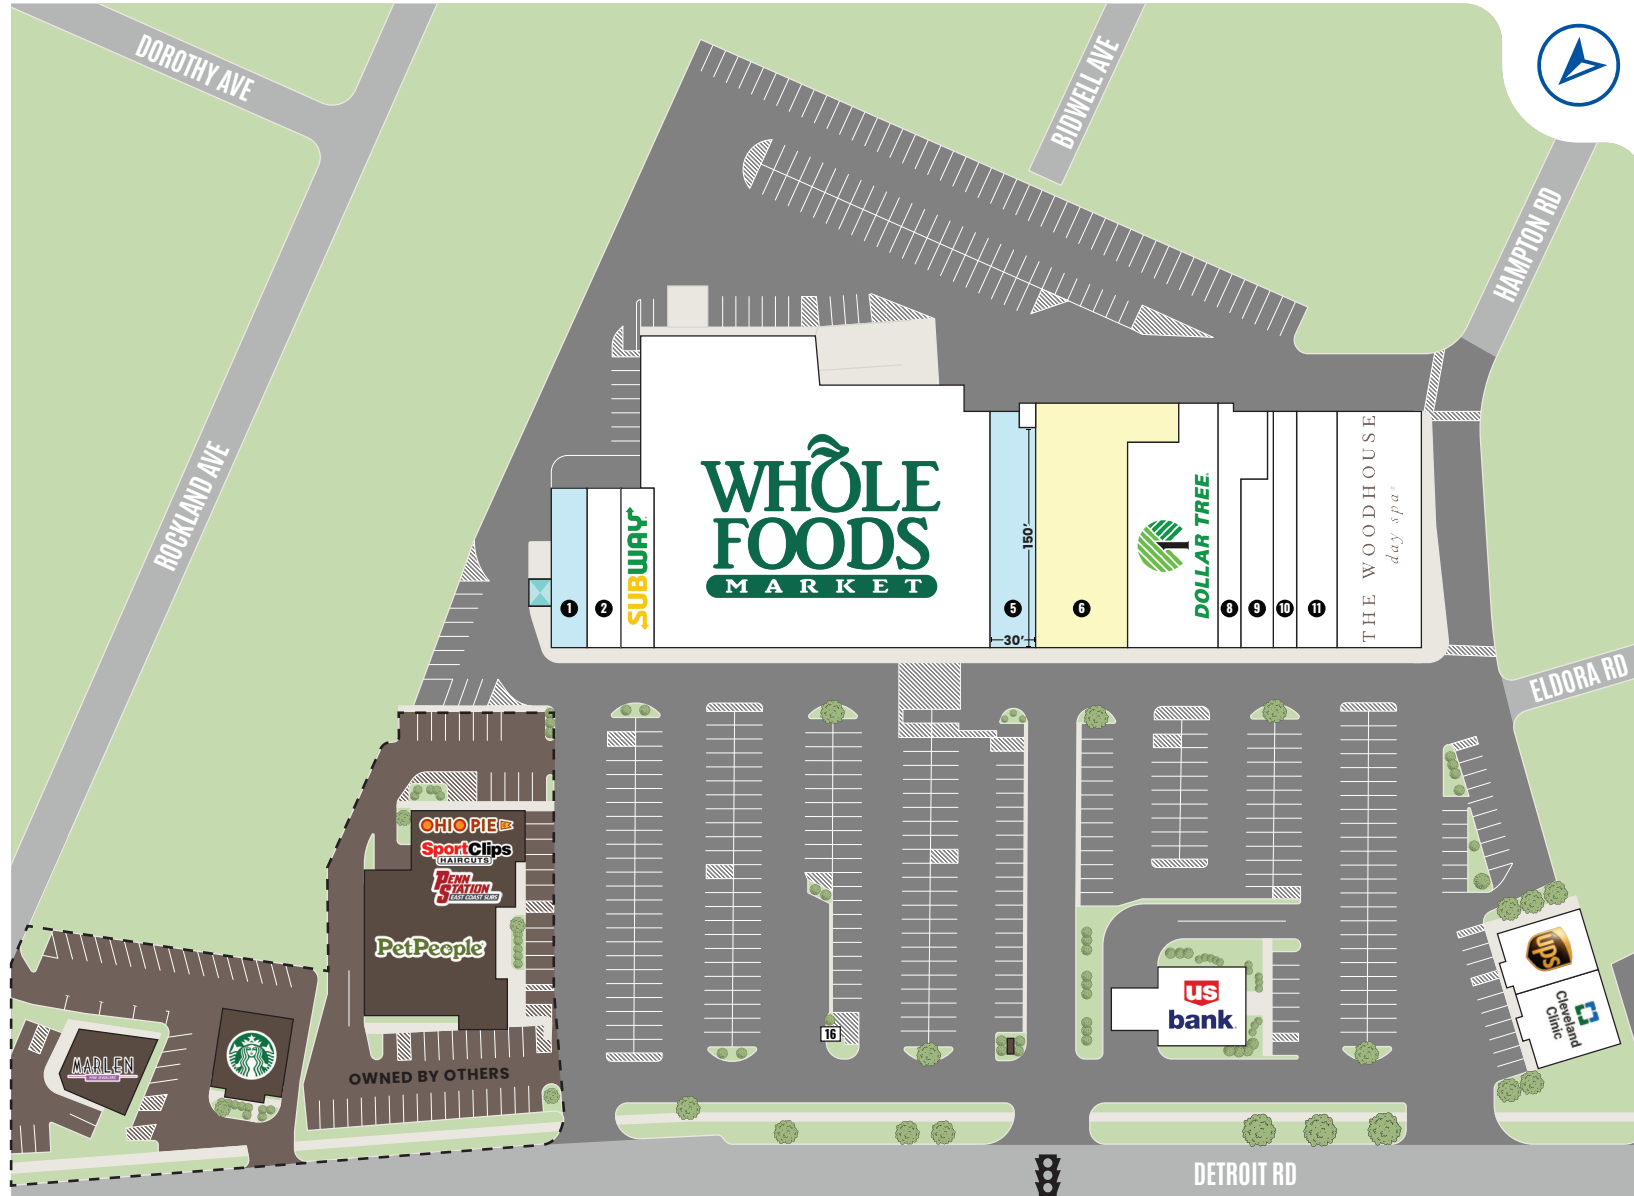 DOROTHY AVE
BIDWELL AVE
HAMPTON RD
ROCKLAND AVE
WHOLE
FOODS
MARKET
SUBWAY
DOLLAR TREE
THE WOODHOUSE
day spa
150'
30'
1
2
5
6
8
9
10
11
ELDORA RD
OHIO PIE CO
SportClips
HAIRCUTS
PENN
STATION
EAST COAST SUBS
PetPeople
ups
Cleveland
Clinic
us
bank
16
MARLEN
OWNED BY OTHERS
DETROIT RD